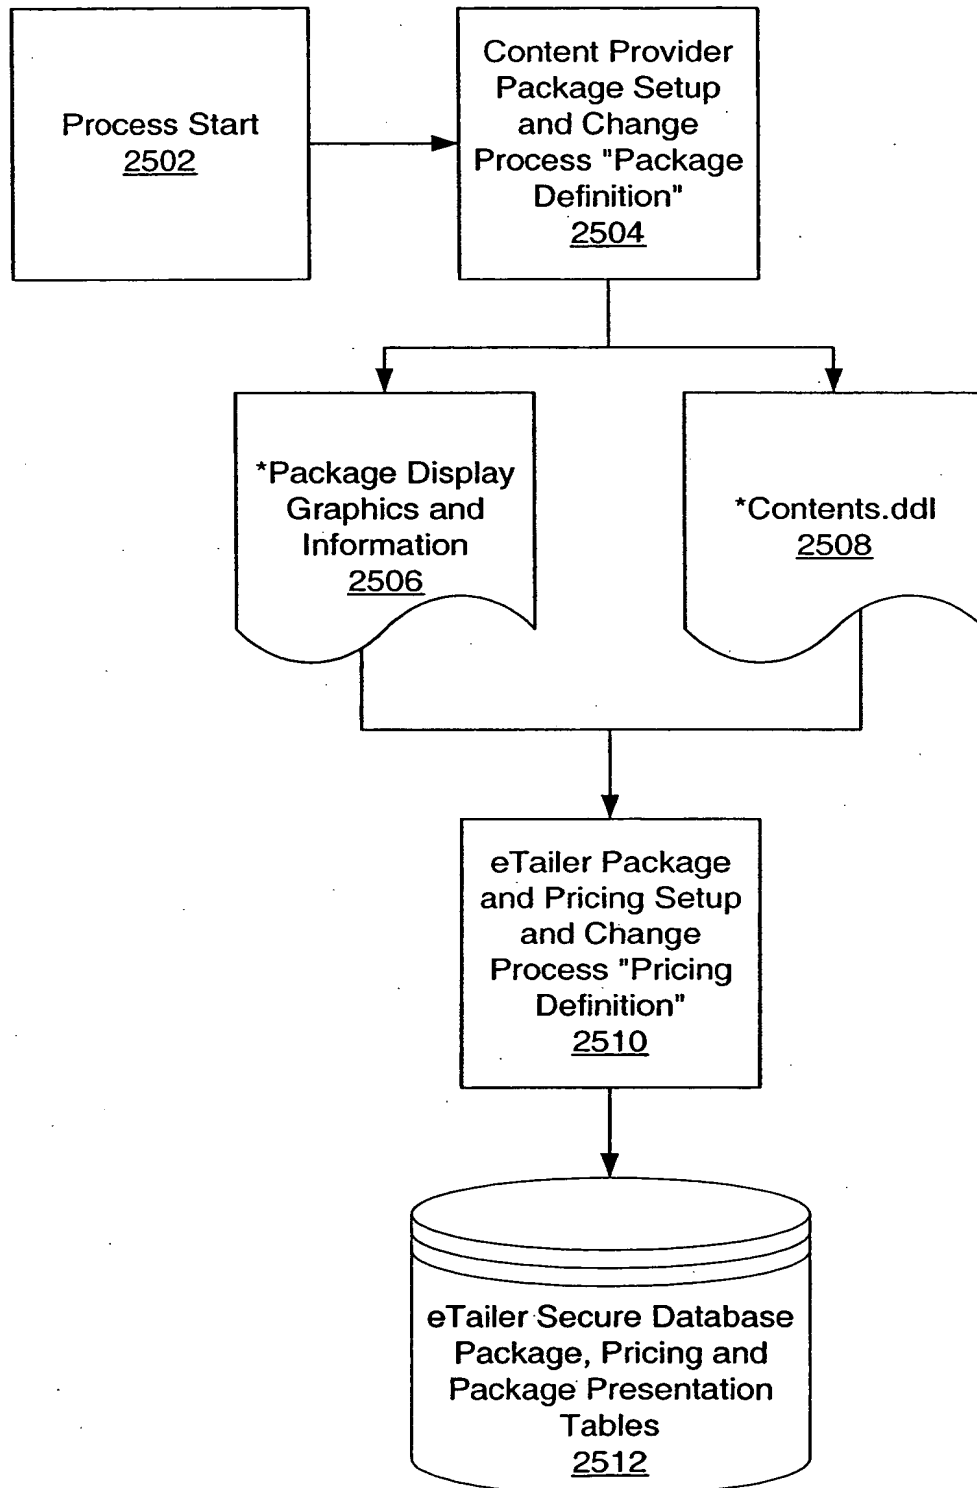 Process Start
2502
Content Provider
Package Setup
and Change
Process "Package
Definition"
2504
*Package Display
Graphics and
Information
2506
*Contents.ddl
2508
eTailer Package
and Pricing Setup
and Change
Process "Pricing
Definition"
2510
eTailer Secure Database
Package, Pricing and
Package Presentation
Tables
2512